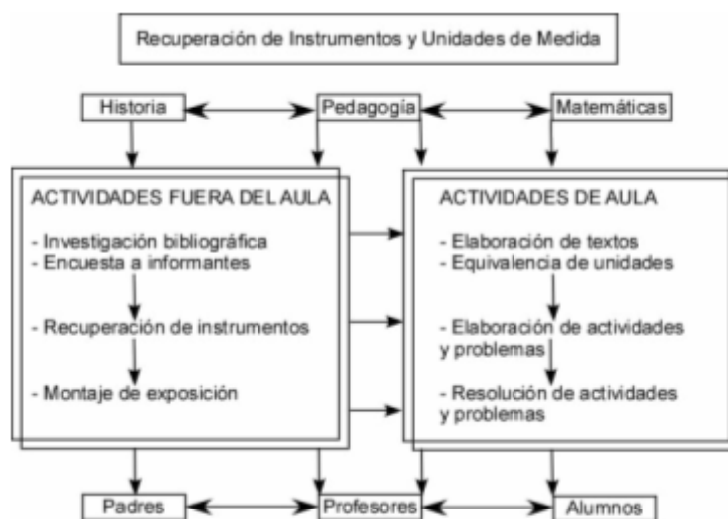 Recuperación de Instrumentos y Unidades de Medida
Historia
Pedagogía
Matemáticas
ACTIVIDADES FUERA DEL AULA
- Investigación bibliográfica
- Encuesta a informantes
- Recuperación de instrumentos
- Montaje de exposición
ACTIVIDADES DE AULA
- Elaboración de textos
- Equivalencia de unidades
- Elaboración de actividades
y problemas
- Resolución de actividades
y problemas
Padres
Profesores
Alumnos